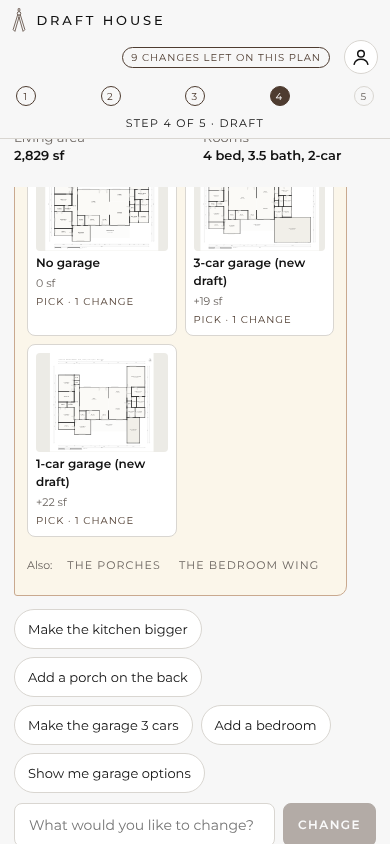 DRAFT HOUSE
9 CHANGES LEFT ON THIS PLAN
1 2 3 4 5
STEP 4 OF 5 · DRAFT
Living area Rooms
2,829 sf 4 bed, 3.5 bath, 2-car
No garage
0 sf
PICK · 1 CHANGE
3-car garage (new
draft)
+19 sf
PICK · 1 CHANGE
1-car garage (new
draft)
+22 sf
PICK · 1 CHANGE
Also: THE PORCHES THE BEDROOM WING
Make the kitchen bigger
Add a porch on the back
Make the garage 3 cars Add a bedroom
Show me garage options
What would you like to change? CHANGE